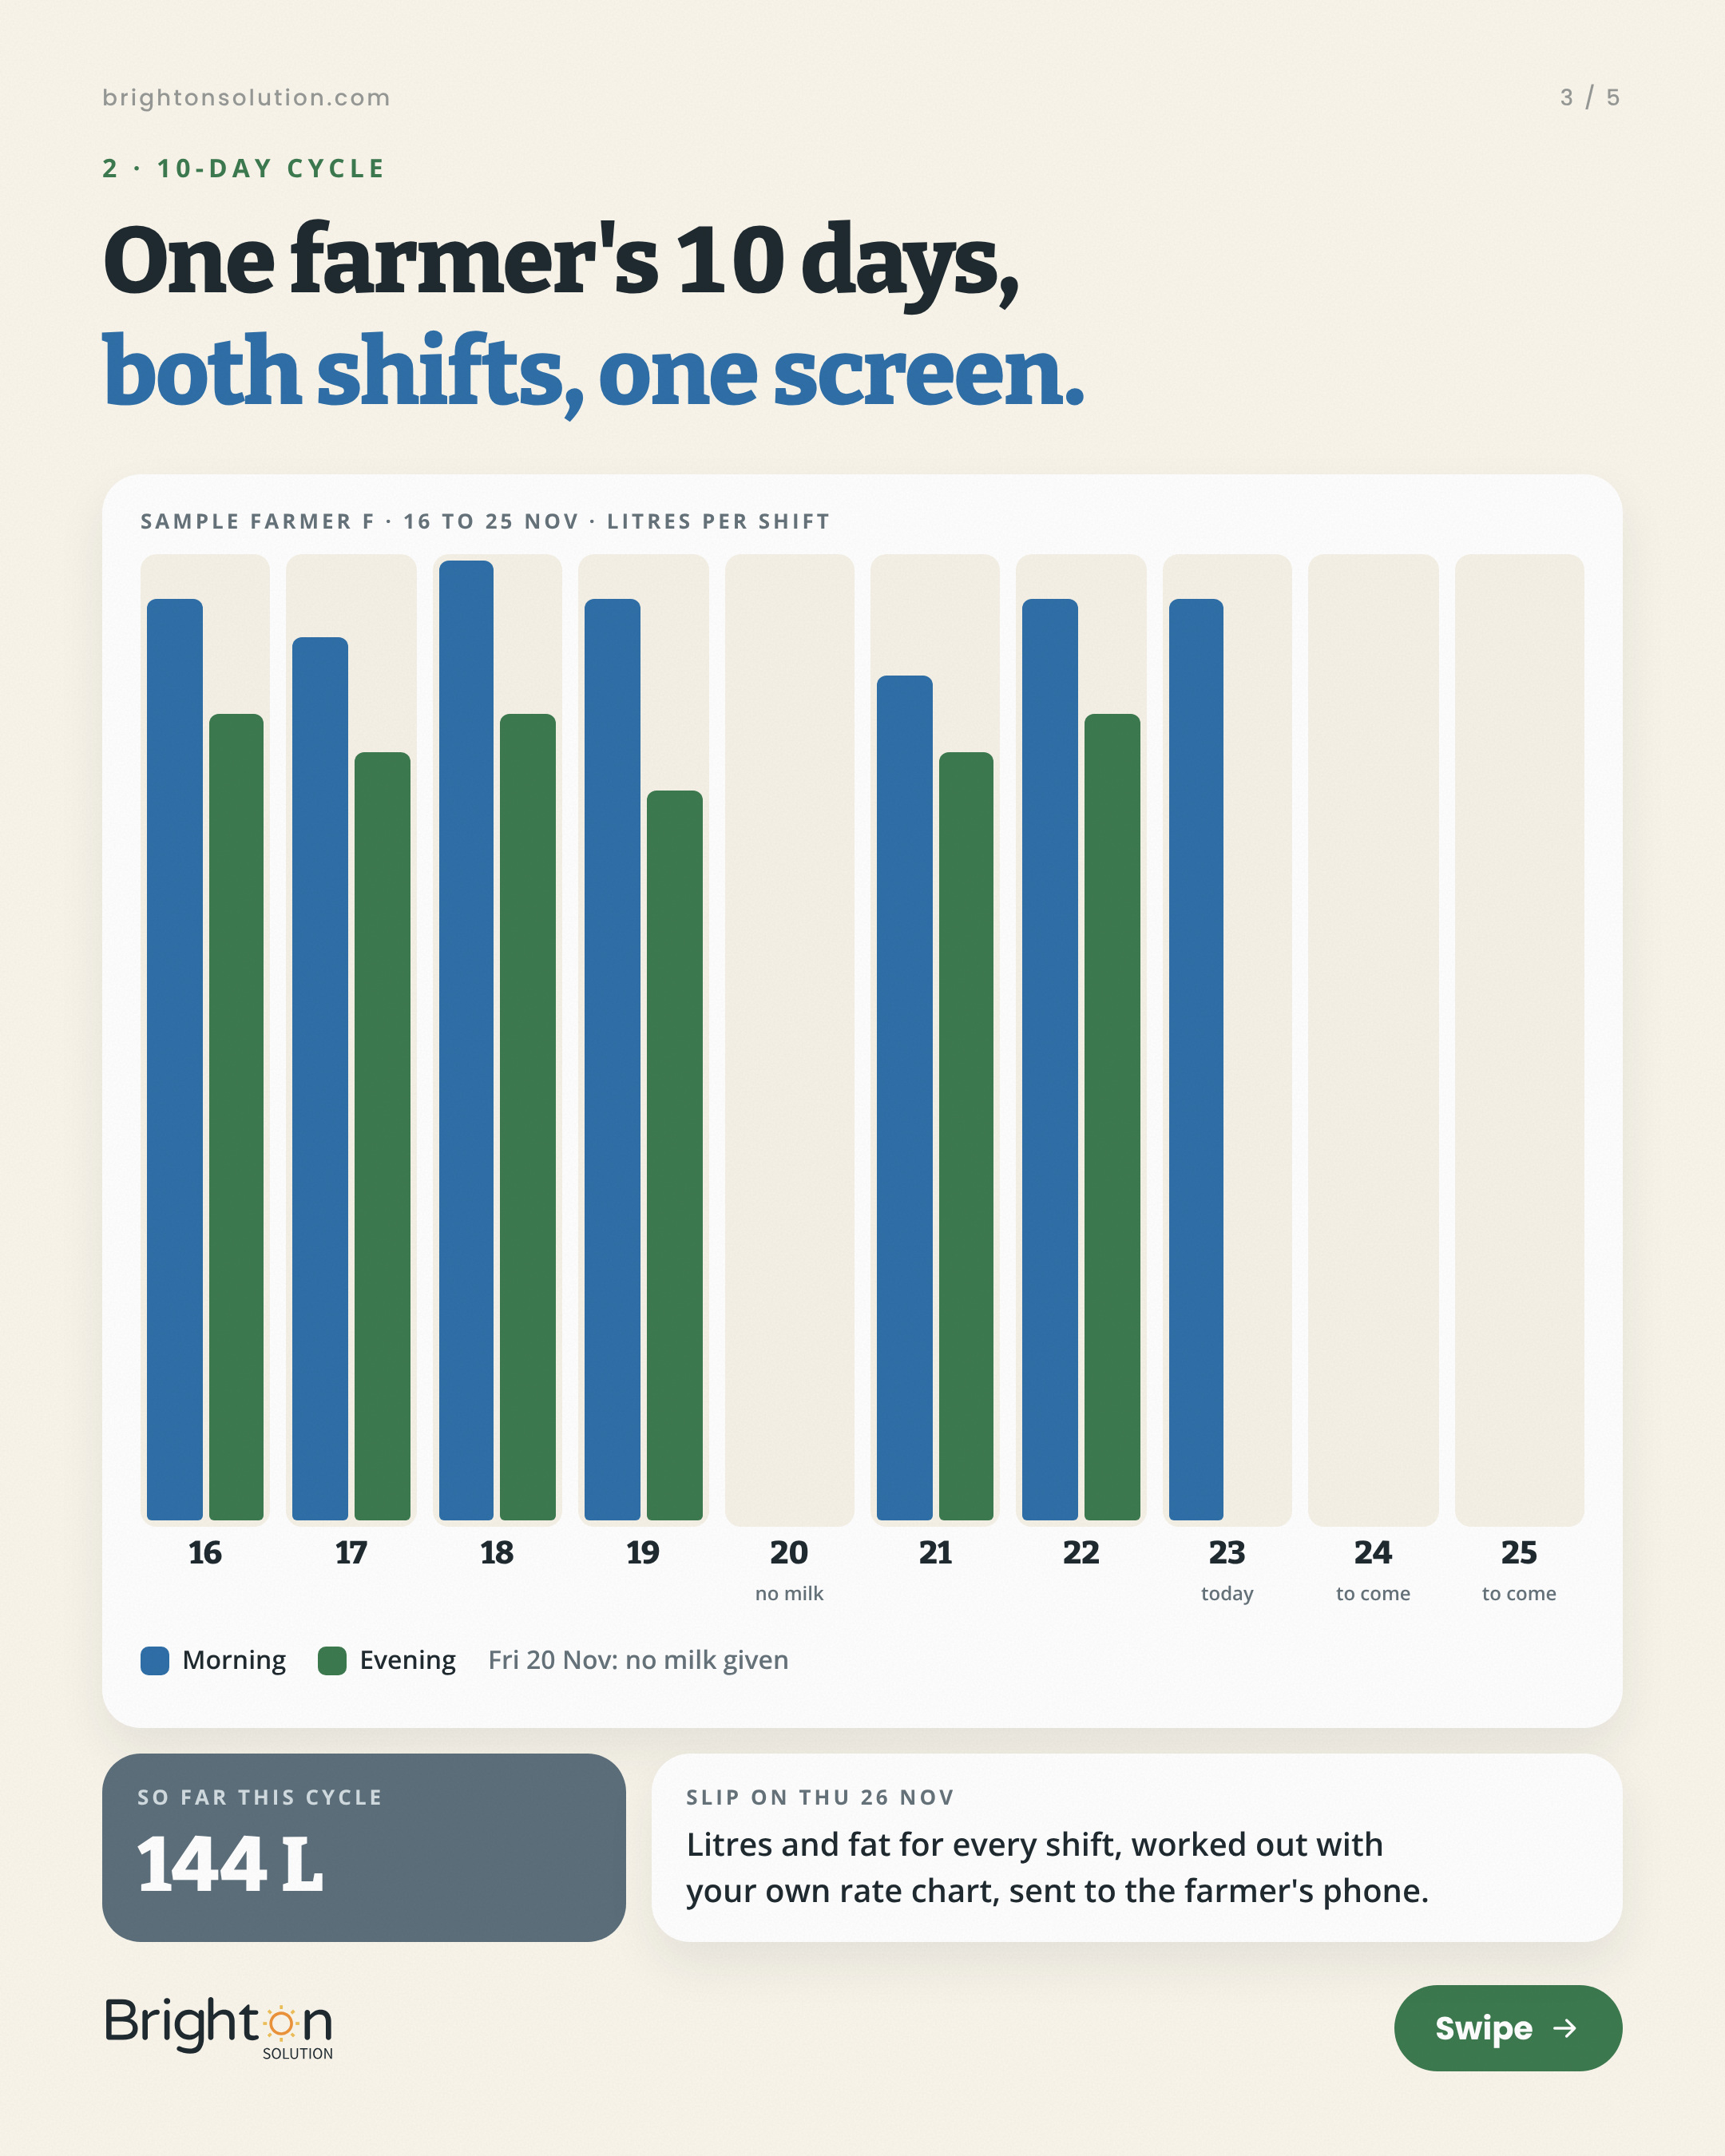 brightonsolution.com
3 / 5
2 · 10-DAY CYCLE
One farmer's 10 days,
both shifts, one screen.
SAMPLE FARMER F · 16 TO 25 NOV · LITRES PER SHIFT
16 17 18 19 20 21 22 23 24 25
no milk today to come to come
Morning Evening Fri 20 Nov: no milk given
SO FAR THIS CYCLE
144 L
SLIP ON THU 26 NOV
Litres and fat for every shift, worked out with
your own rate chart, sent to the farmer's phone.
Brighton
SOLUTION
Swipe →